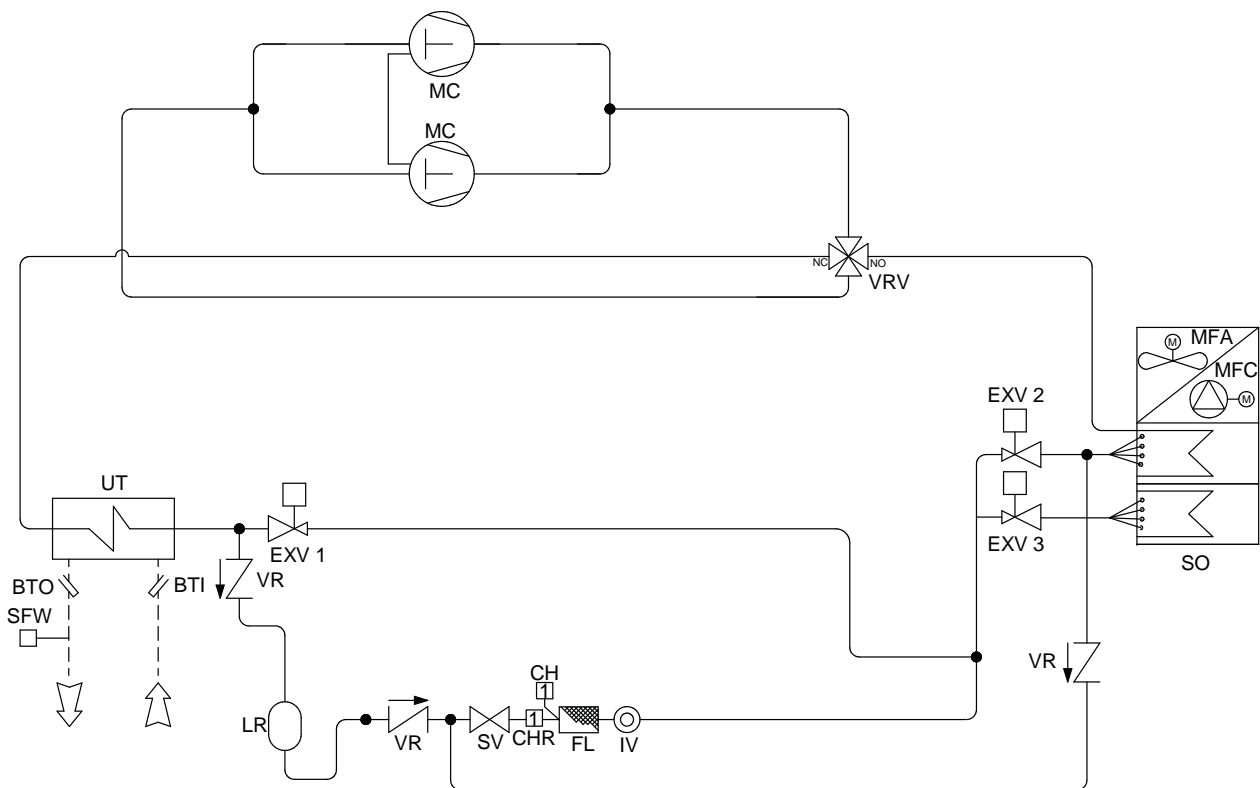 MC
MC
NC
NO
VRV
M
MFA
MFC
M
EXV 2
UT
EXV 1
EXV 3
SO
BTO
BTI
VR
SFW
VR
CH
1
LR
1
VR
SV
CHR
FL
IV